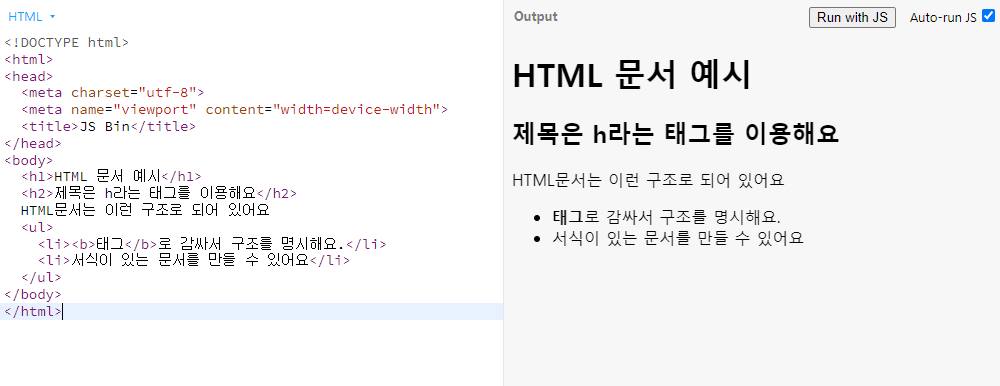 HTML
<!DOCTYPE html>
<html>
<head>
  <meta charset="utf-8">
  <meta name="viewport" content="width=device-width">
  <title>JS Bin</title>
</head>
<body>
  <h1>HTML 문서 예시</h1>
  <h2>제목은 h라는 태그를 이용해요</h2>
  HTML문서는 이런 구조로 되어 있어요
  <ul>
    <li><b>태그</b>로 감싸서 구조를 명시해요.</li>
    <li>서식이 있는 문서를 만들 수 있어요</li>
  </ul>
</body>
</html>
Output
Run with JS
Auto-run JS
HTML 문서 예시
제목은 h라는 태그를 이용해요
HTML문서는 이런 구조로 되어 있어요
• 태그로 감싸서 구조를 명시해요.
• 서식이 있는 문서를 만들 수 있어요